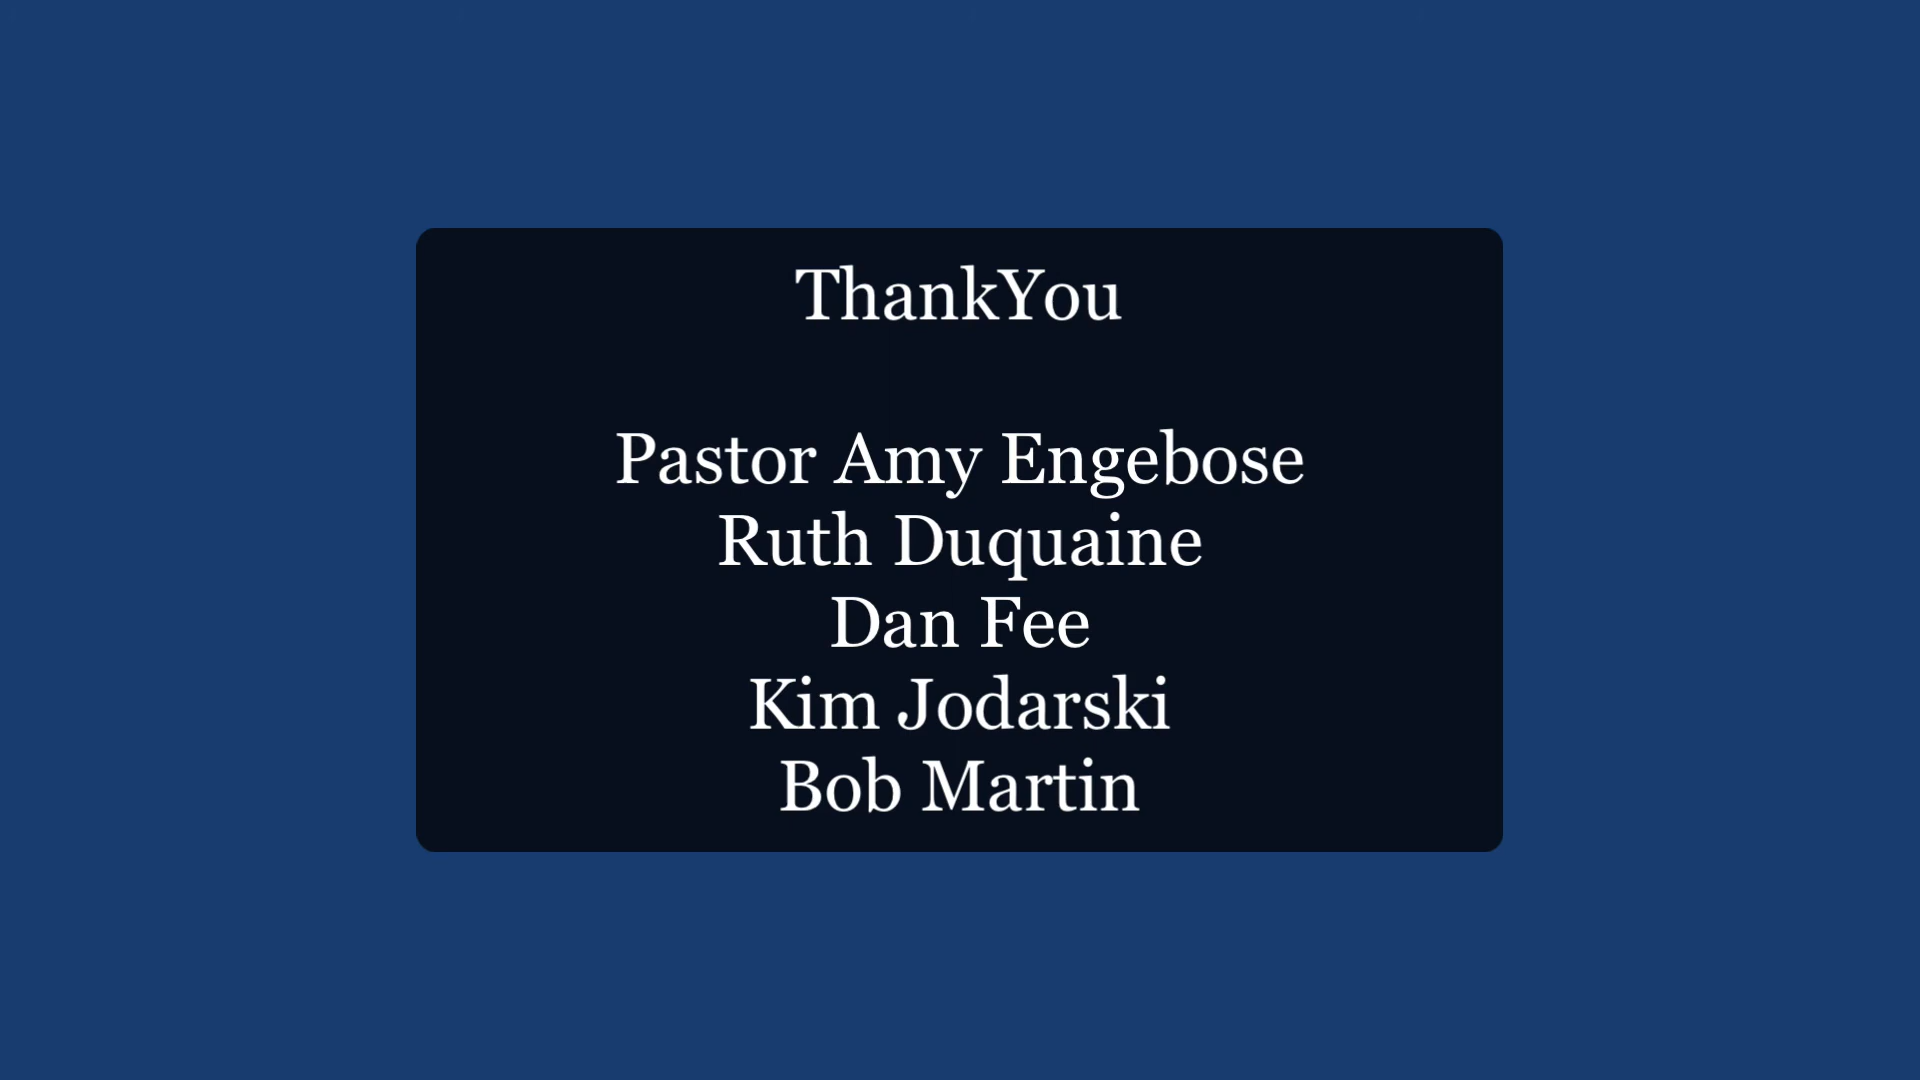 ThankYou
Pastor Amy Engebose
Ruth Duquaine
Dan Fee
Kim Jodarski
Bob Martin